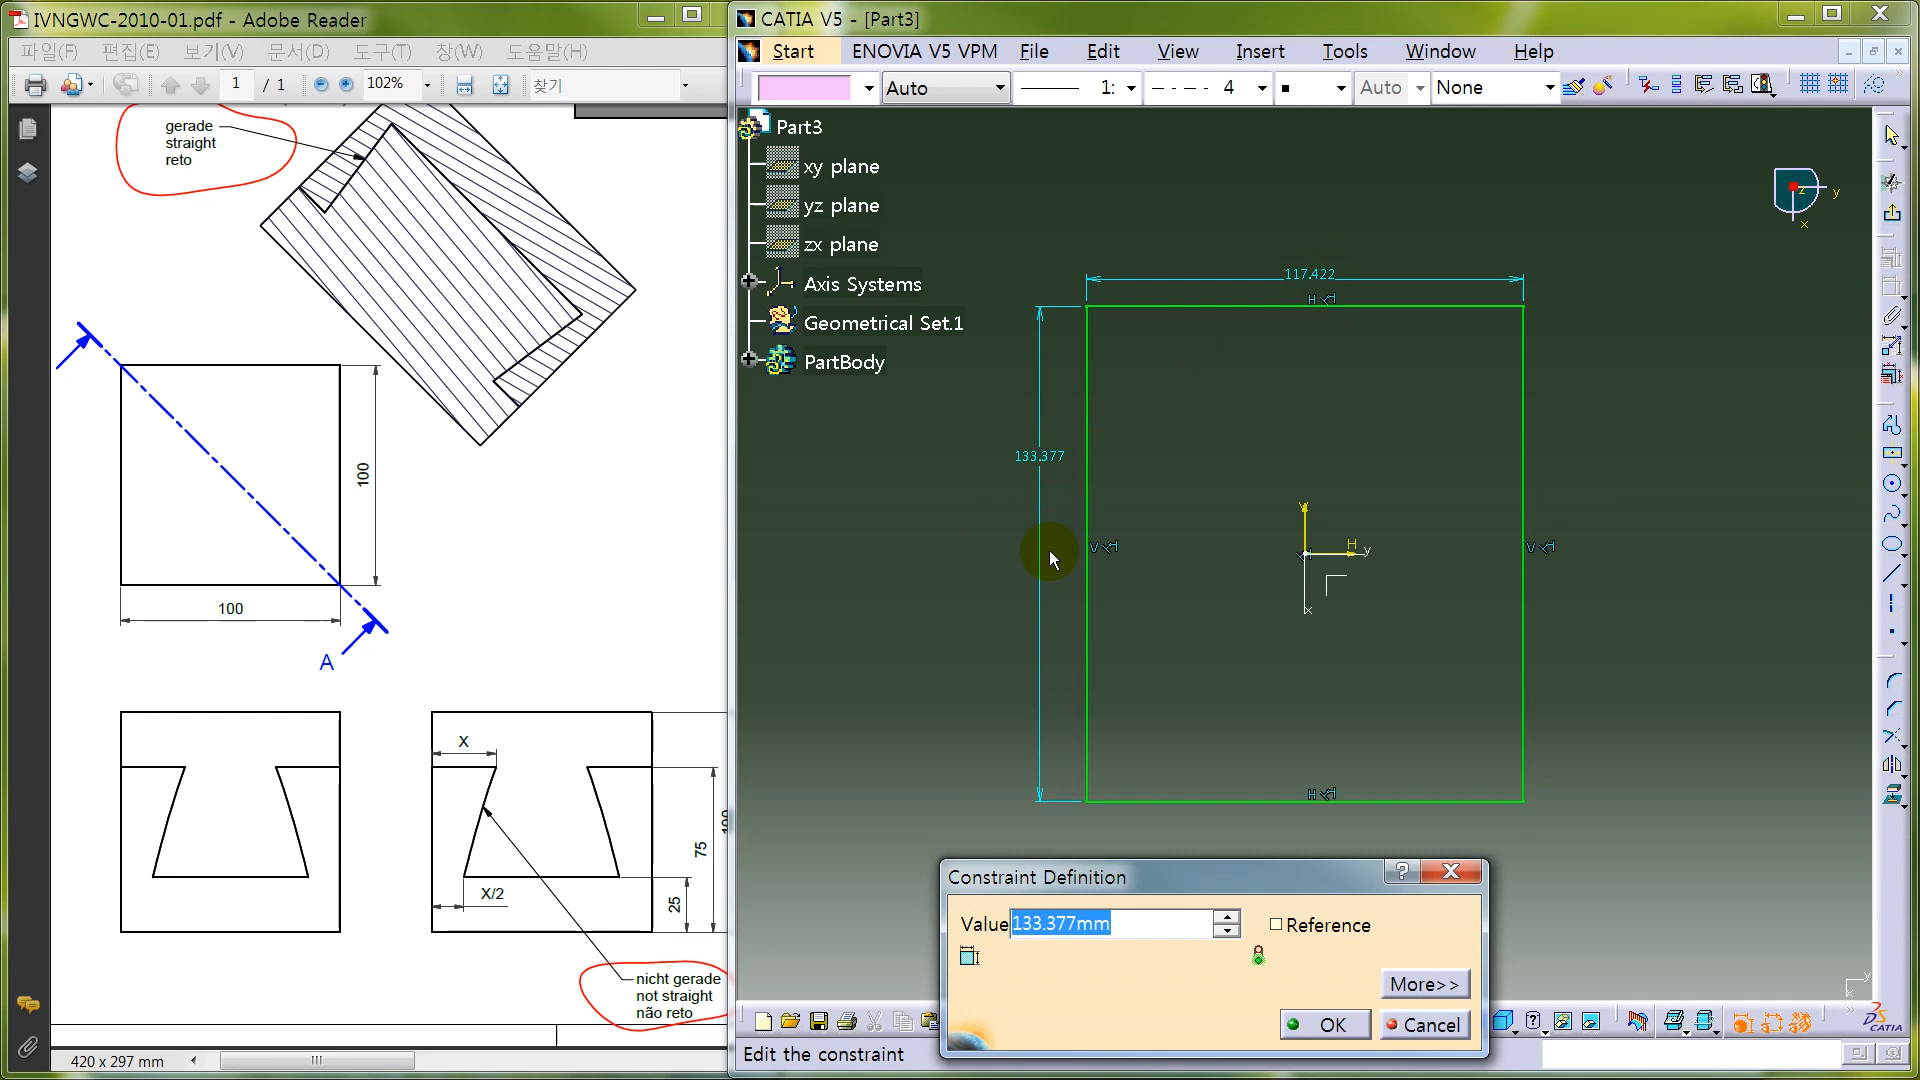 IVNGWC-2010-01.pdf - Adobe Reader
파일(F) 편집(E) 보기(V) 문서(D) 도구(T) 창(W) 도움말(H)
1 / 1 102% 찾기
gerade
straight
reto
100
100
A
X
X/2
75
25
100
nicht gerade
not straight
não reto
420 x 297 mm
CATIA V5 - [Part3]
Start ENOVIA V5 VPM File Edit View Insert Tools Window Help
Auto 1: 4 Auto None
Part3
xy plane
yz plane
zx plane
Axis Systems
Geometrical Set.1
PartBody
z y
x
117.422
H
133.377
V
V
y
H y
x
H
Constraint Definition
Value 133.377mm Reference
More>>
OK Cancel
y
x
CATIA
Edit the constraint